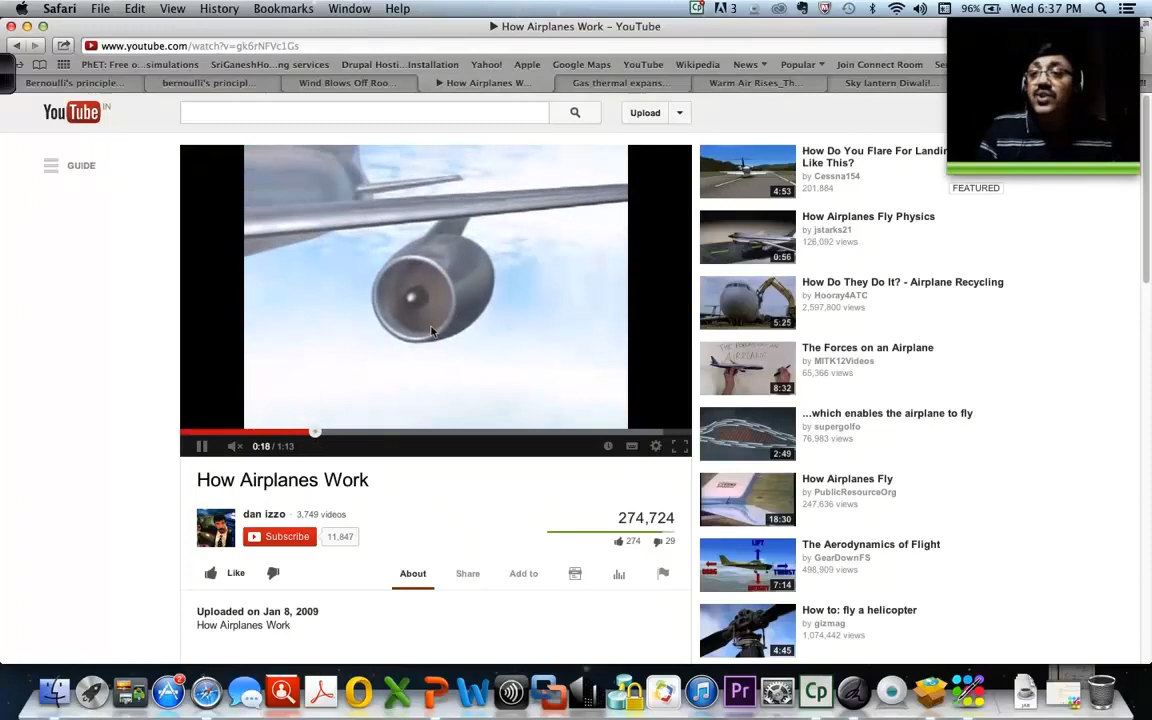 Safari File Edit View History Bookmarks Window Help 3 96% Wed 6:37 PM
▶ How Airplanes Work – YouTube
www.youtube.com/watch?v=gk6rNFVc1Gs
PhET: Free o...simulations SriGaneshHo...ng services Drupal Hosti...Installation Yahoo! Apple Google Maps YouTube Wikipedia News ▾ Popular ▾ Join Connect Room
Bernoulli's principle... bernoulli's principl... Wind Blows Off Roo... ▶ How Airplanes W... Gas thermal expans... Warm Air Rises_Th... Sky lantern Diwali...
YouTube IN
Upload
GUIDE
How Do You Flare For Landin
Like This?
by Cessna154
201,884
4:53
FEATURED
How Airplanes Fly Physics
by jstarks21
126,092 views
0:56
How Do They Do It? - Airplane Recycling
by Hooray4ATC
2,597,800 views
5:25
The Forces on an Airplane
by MITK12Videos
65,366 views
8:32
...which enables the airplane to fly
by supergolfo
76,983 views
2:49
How Airplanes Fly
by PublicResourceOrg
247,636 views
18:30
The Aerodynamics of Flight
by GearDownFS
498,909 views
LIFT
DRAG
THRUST
7:14
How to: fly a helicopter
by gizmag
1,074,442 views
4:45
0:18 / 1:13
How Airplanes Work
dan izzo · 3,749 videos
Subscribe 11,847
274,724
274 29
Like
About Share Add to
Uploaded on Jan 8, 2009
How Airplanes Work
Pr Cp